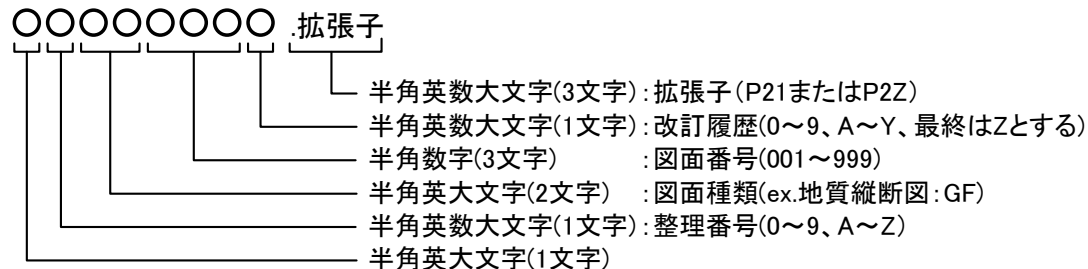 ○○○○○○○○ .拡張子
半角英数大文字(3文字):拡張子(P21またはP2Z)
半角英数大文字(1文字):改訂履歴(0～9、A～Y、最終はZとする)
半角数字(3文字) :図面番号(001～999)
半角英大文字(2文字) :図面種類(ex.地質縦断図:GF)
半角英数大文字(1文字):整理番号(0～9、A～Z)
半角英大文字(1文字)